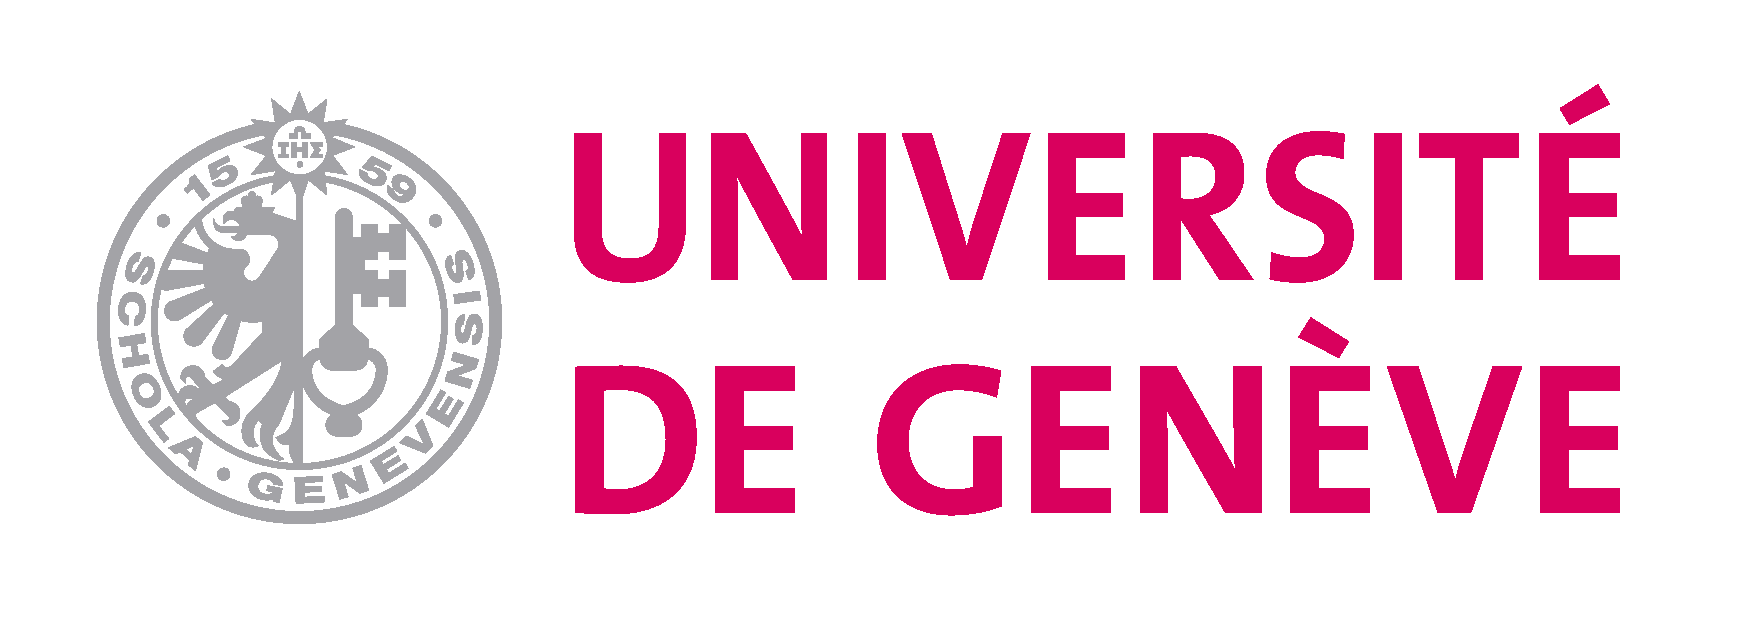 ΙΗΣ
1559
SCHOLA · GENEVENSIS
UNIVERSITÉ
DE GENÈVE